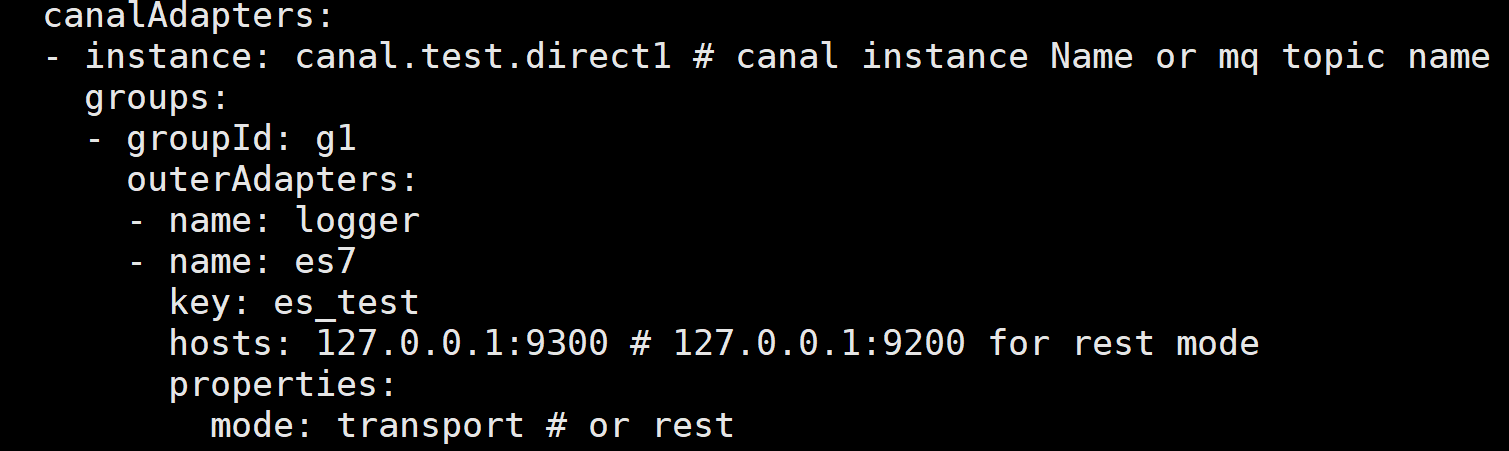 canalAdapters:
- instance: canal.test.direct1 # canal instance Name or mq topic name
groups:
- groupId: g1
outerAdapters:
- name: logger
- name: es7
key: es_test
hosts: 127.0.0.1:9300 # 127.0.0.1:9200 for rest mode
properties:
mode: transport # or rest